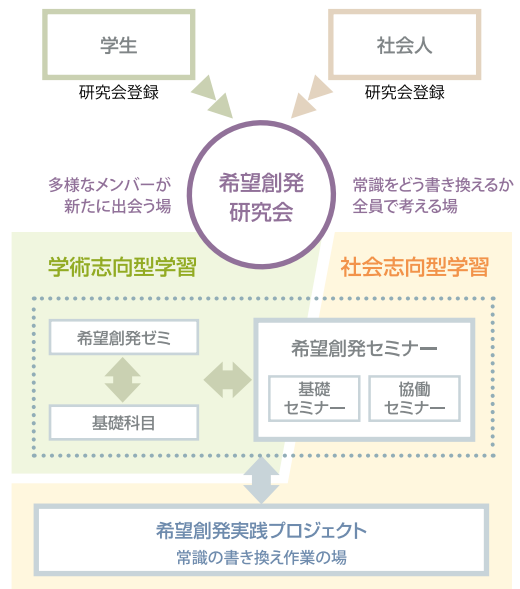 学生
社会人
研究会登録
研究会登録
多様なメンバーが
新たに出会う場
希望創発
研究会
常識をどう書き換えるか
全員で考える場
学術志向型学習
社会志向型学習
希望創発ゼミ
基礎科目
希望創発セミナー
基礎
セミナー
協働
セミナー
希望創発実践プロジェクト
常識の書き換え作業の場